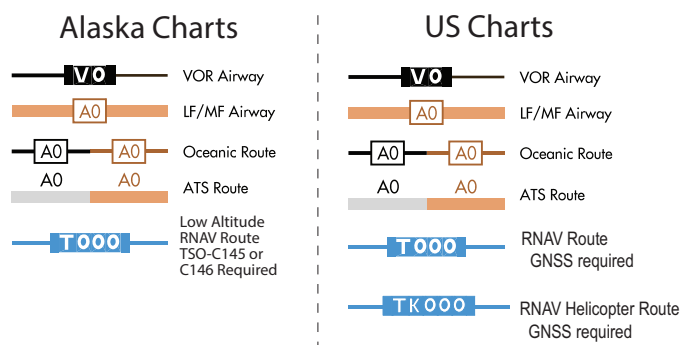 Alaska Charts
V0
VOR Airway
A0
LF/MF Airway
A0 A0
Oceanic Route
A0 A0
ATS Route
T000
Low Altitude
RNAV Route
TSO-C145 or
C146 Required
US Charts
V0
VOR Airway
A0
LF/MF Airway
A0 A0
Oceanic Route
A0 A0
ATS Route
T000
RNAV Route
GNSS required
TK000
RNAV Helicopter Route
GNSS required